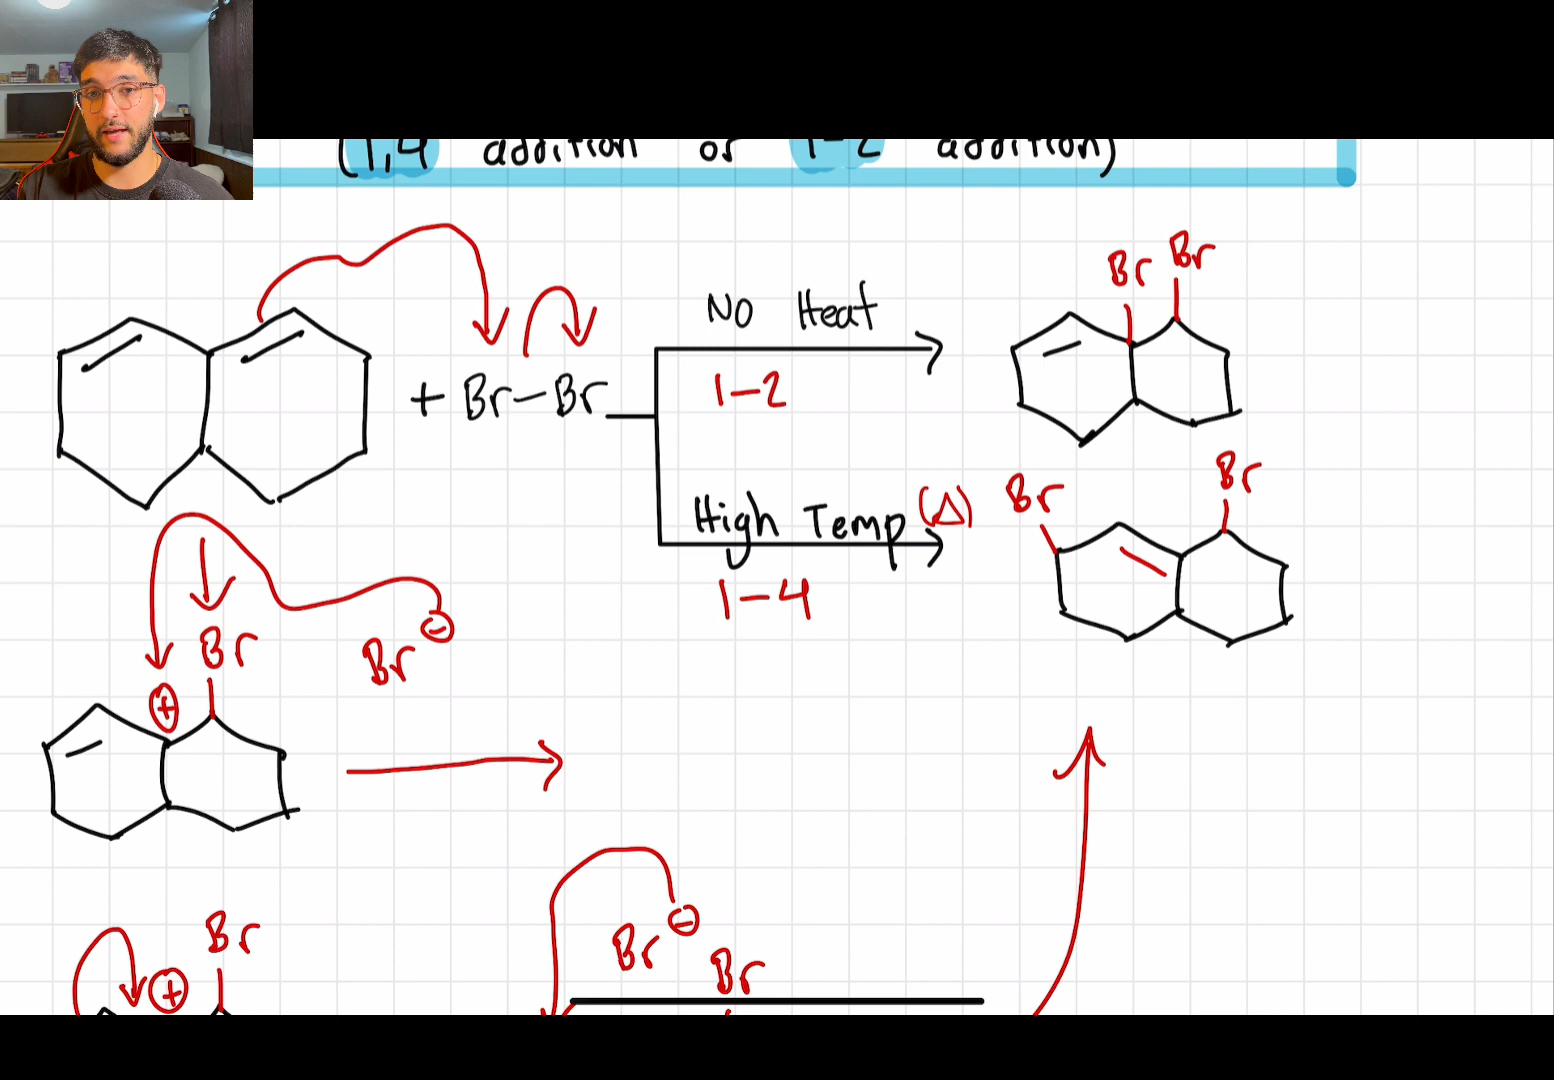 (1,4 addition or 1-2 addition)
Br Br
No Heat
+ Br-Br
1-2
Br
Br
High Temp (Δ)
1-4
Br
Br ⊖
⊕
Br
⊖
Br
⊕
Br